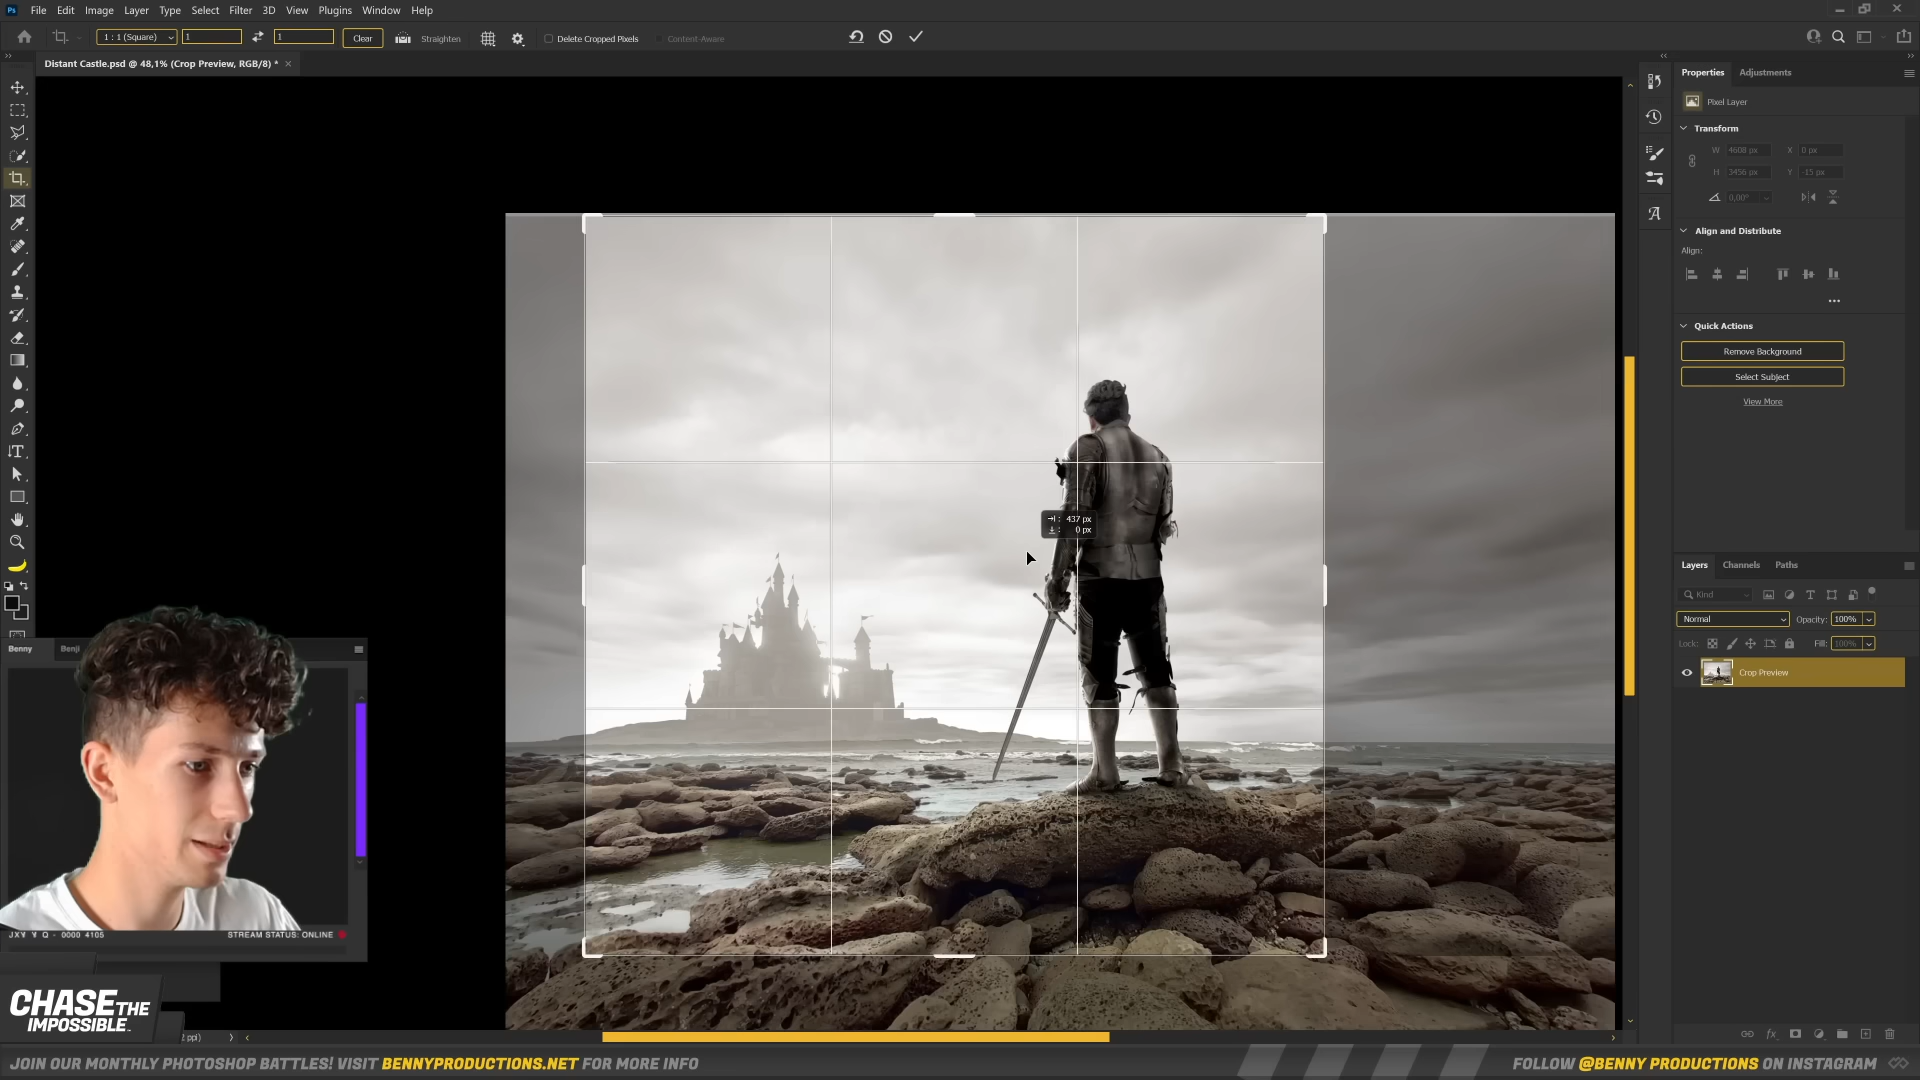 Ps File Edit Image Layer Type Select Filter 3D View Plugins Window Help
1 : 1 (Square) 1 1 Clear Straighten Delete Cropped Pixels Content-Aware
Distant Castle.psd @ 48,1% (Crop Preview, RGB/8) *
Properties Adjustments
Pixel Layer
Transform
W 4608 px X 0 px
H 3456 px Y -15 px
0,00°
Align and Distribute
Align:
Quick Actions
Remove Background
Select Subject
View More
437 px
0 px
Layers Channels Paths
Kind
Normal Opacity: 100%
Lock: Fill: 100%
Crop Preview
Benny Benji
STREAM STATUS: ONLINE
CHASE THE
IMPOSSIBLE
ppi)
JOIN OUR MONTHLY PHOTOSHOP BATTLES! VISIT BENNYPRODUCTIONS.NET FOR MORE INFO
FOLLOW @BENNY PRODUCTIONS ON INSTAGRAM